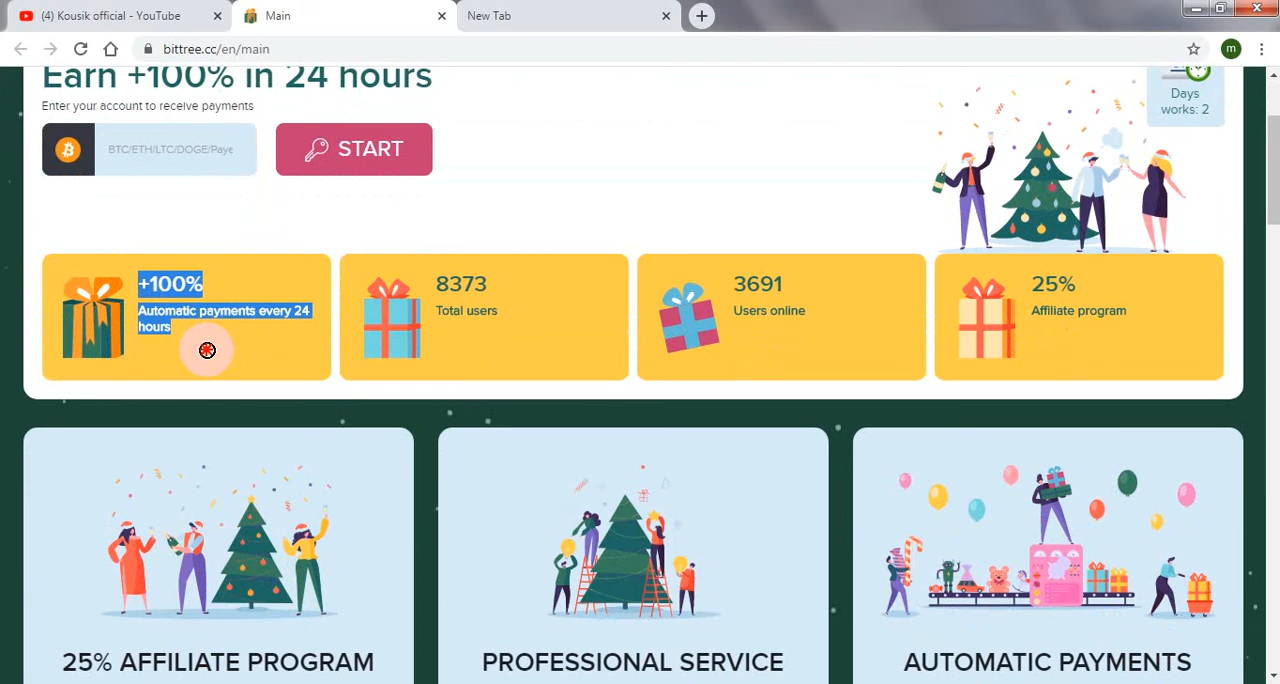 (4) Kousik official - YouTube
Main
New Tab
bittree.cc/en/main
m
Earn +100% in 24 hours
Enter your account to receive payments
BTC/ETH/LTC/DOGE/Paye
START
Days
works: 2
+100%
Automatic payments every 24
hours
8373
Total users
3691
Users online
25%
Affiliate program
25% AFFILIATE PROGRAM
PROFESSIONAL SERVICE
AUTOMATIC PAYMENTS